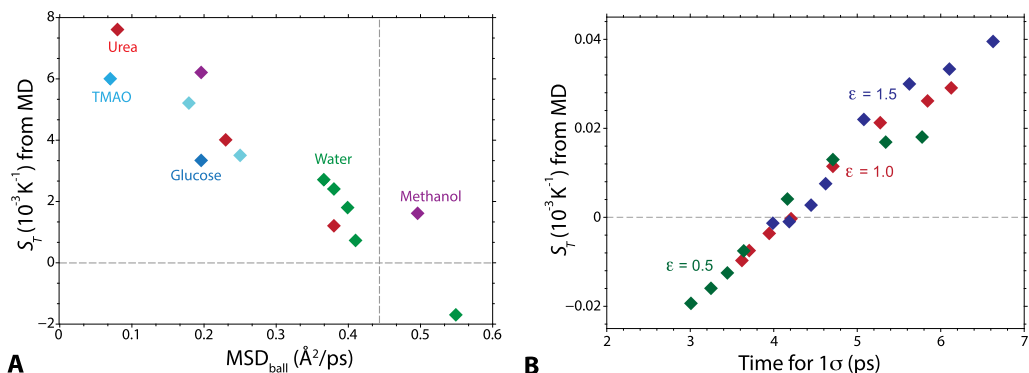 8
6
4
2
0
−2
S_T (10⁻³K⁻¹) from MD
Urea
TMAO
Glucose
Water
Methanol
0
0.1
0.2
0.3
0.4
0.5
0.6
MSD_ball (Å²/ps)
A
0.04
0.02
0
−0.02
S_T (10⁻³K⁻¹) from MD
ε = 1.5
ε = 1.0
ε = 0.5
2
3
4
5
6
7
Time for 1σ (ps)
B